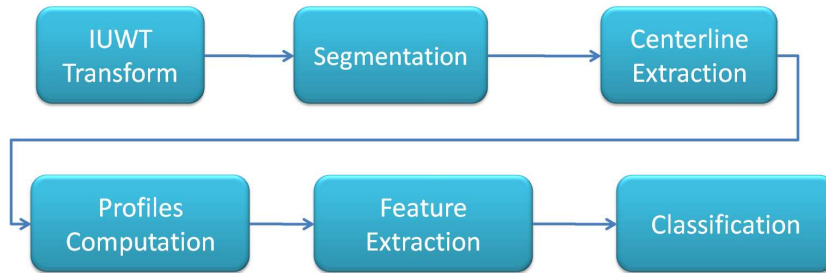 IUWT
Transform
Segmentation
Centerline
Extraction
Profiles
Computation
Feature
Extraction
Classification